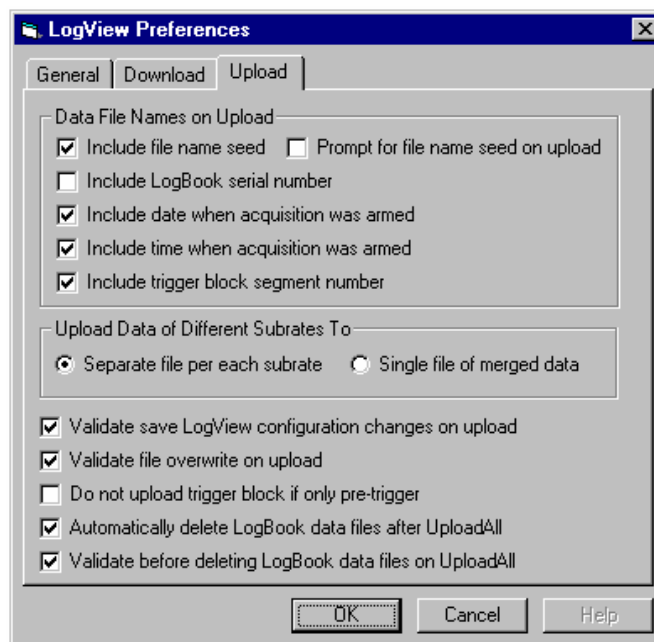 LogView Preferences
General Download Upload
Data File Names on Upload
Include file name seed Prompt for file name seed on upload
Include LogBook serial number
Include date when acquisition was armed
Include time when acquisition was armed
Include trigger block segment number
Upload Data of Different Subrates To
Separate file per each subrate Single file of merged data
Validate save LogView configuration changes on upload
Validate file overwrite on upload
Do not upload trigger block if only pre-trigger
Automatically delete LogBook data files after UploadAll
Validate before deleting LogBook data files on UploadAll
OK Cancel Help